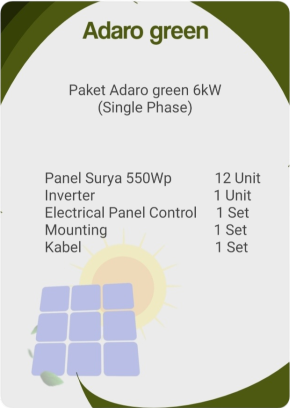 Adaro green
Paket Adaro green 6kW
(Single Phase)
Panel Surya 550Wp 12 Unit
Inverter 1 Unit
Electrical Panel Control 1 Set
Mounting 1 Set
Kabel 1 Set